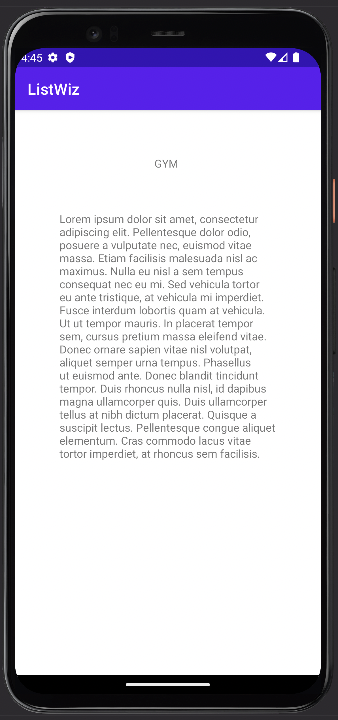 4:45
ListWiz
GYM
Lorem ipsum dolor sit amet, consectetur
adipiscing elit. Pellentesque dolor odio,
posuere a vulputate nec, euismod vitae
massa. Etiam facilisis malesuada nisl ac
maximus. Nulla eu nisl a sem tempus
consequat nec eu mi. Sed vehicula tortor
eu ante tristique, at vehicula mi imperdiet.
Fusce interdum lobortis quam at vehicula.
Ut ut tempor mauris. In placerat tempor
sem, cursus pretium massa eleifend vitae.
Donec ornare sapien vitae nisl volutpat,
aliquet semper urna tempus. Phasellus
ut euismod ante. Donec blandit tincidunt
tempor. Duis rhoncus nulla nisl, id dapibus
magna ullamcorper quis. Duis ullamcorper
tellus at nibh dictum placerat. Quisque a
suscipit lectus. Pellentesque congue aliquet
elementum. Cras commodo lacus vitae
tortor imperdiet, at rhoncus sem facilisis.